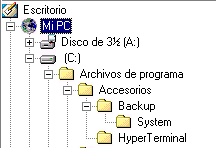 Escritorio
Mi PC
Disco de 3½ (A:)
(C:)
Archivos de programa
Accesorios
Backup
System
HyperTerminal